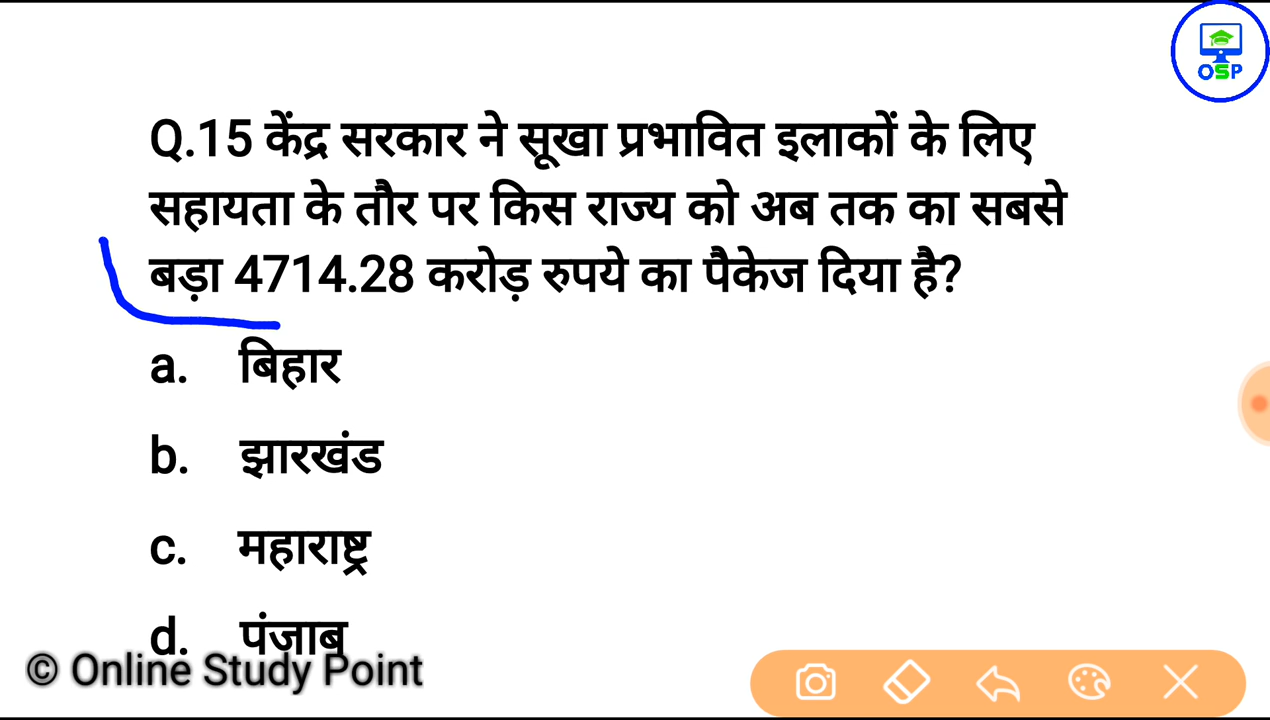 OSP
Q.15 केंद्र सरकार ने सूखा प्रभावित इलाकों के लिए
सहायता के तौर पर किस राज्य को अब तक का सबसे
बड़ा 4714.28 करोड़ रुपये का पैकेज दिया है?
a. बिहार
b. झारखंड
c. महाराष्ट्र
d. पंजाब
© Online Study Point